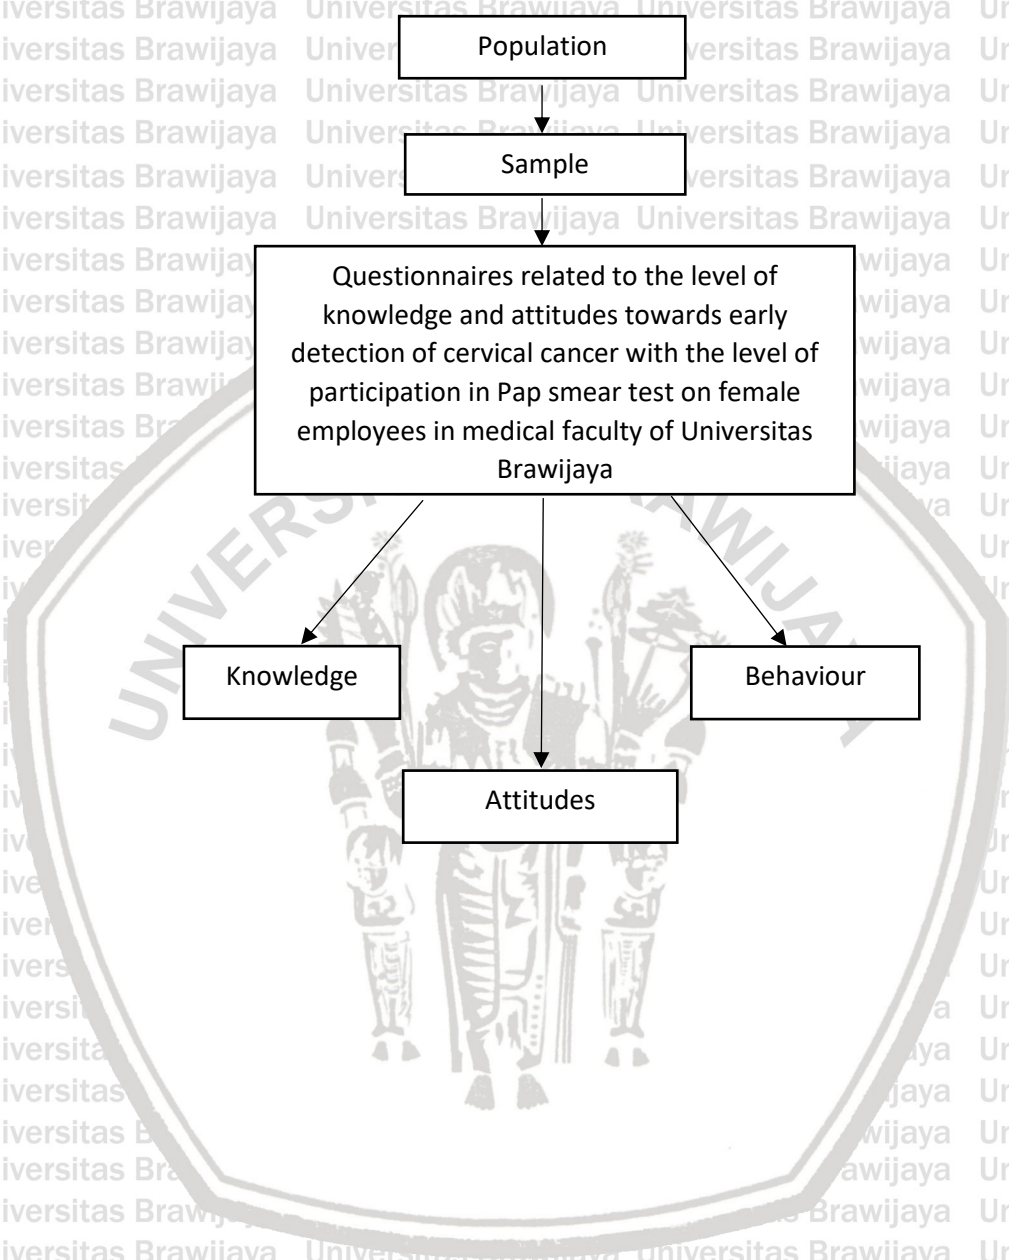 Population
Sample
Questionnaires related to the level of
knowledge and attitudes towards early
detection of cervical cancer with the level of
participation in Pap smear test on female
employees in medical faculty of Universitas
Brawijaya
Knowledge
Behaviour
Attitudes